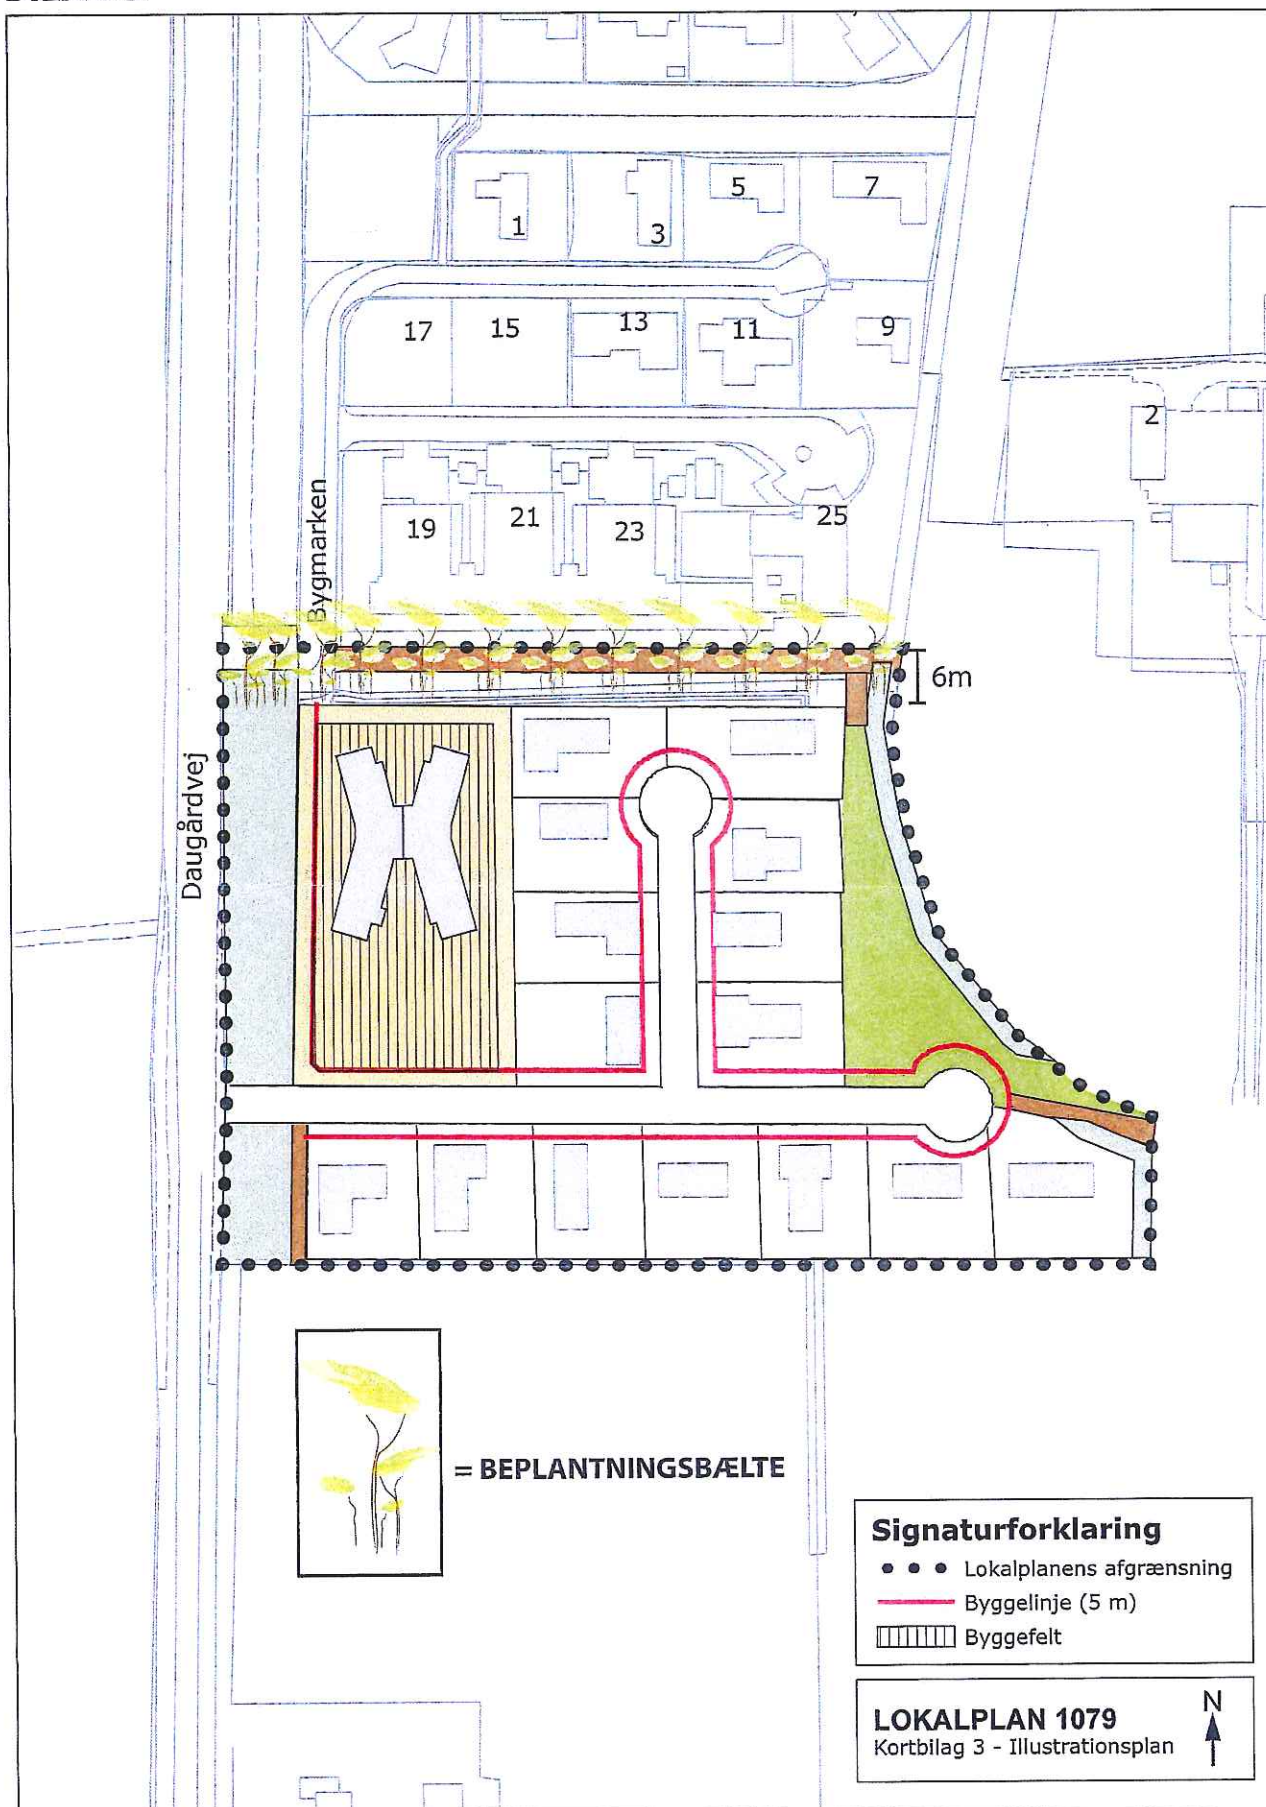 1
3
5
7
17
15
13
11
9
2
Bygmarken
19
21
23
25
6m
Daugårdvej
= BEPLANTNINGSBÆLTE
Signaturforklaring
Lokalplanens afgrænsning
Byggelinje (5 m)
Byggefelt
LOKALPLAN 1079
Kortbilag 3 - Illustrationsplan
N